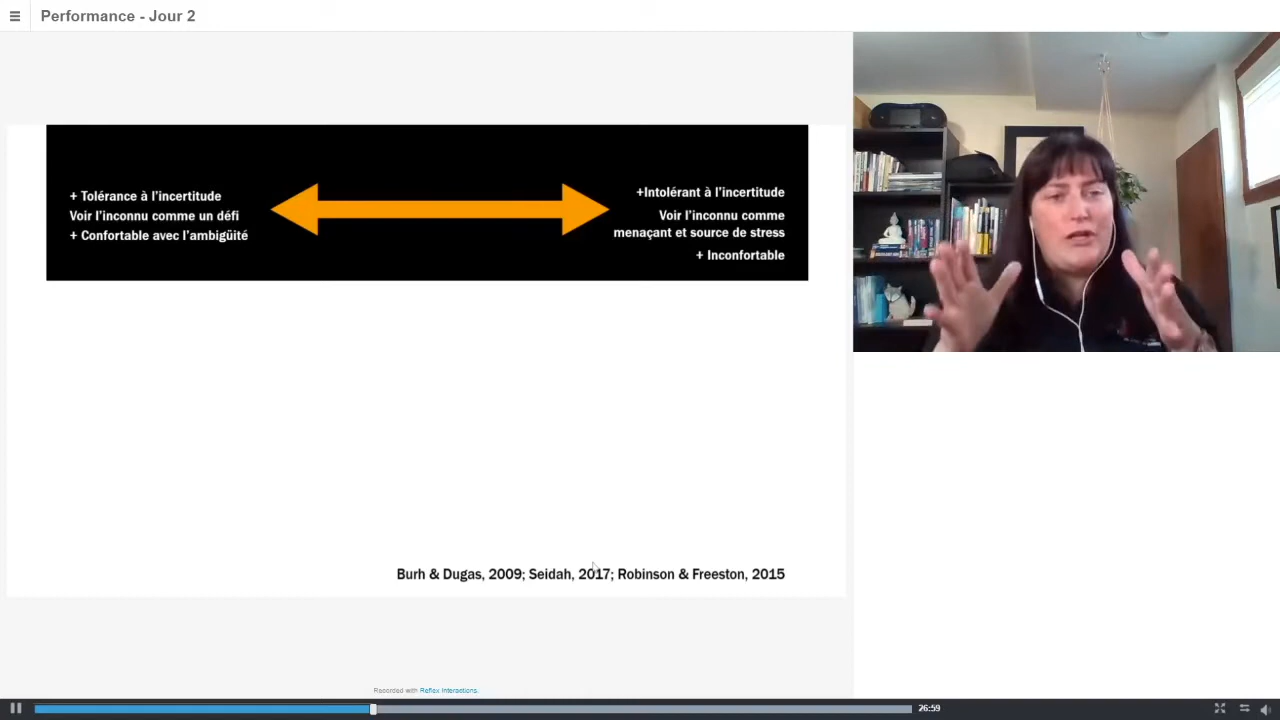 Performance - Jour 2
+ Tolérance à l'incertitude
Voir l'inconnu comme un défi
+ Confortable avec l'ambigüité
+Intolérant à l'incertitude
Voir l'inconnu comme
menaçant et source de stress
+ Inconfortable
Burh & Dugas, 2009; Seidah, 2017; Robinson & Freeston, 2015
Recorded with Reflex Interactions.
26:59